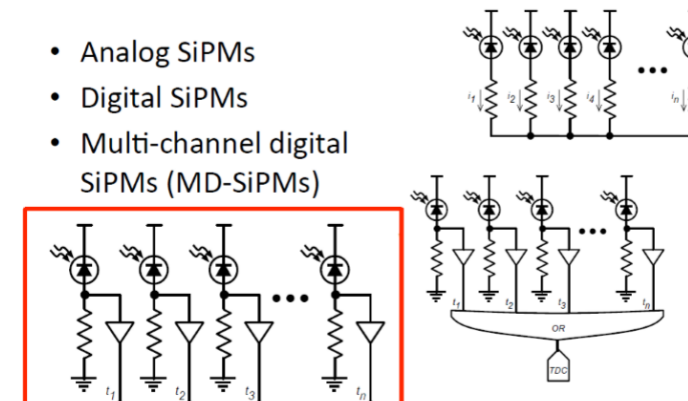 • Analog SiPMs
• Digital SiPMs
• Multi-channel digital
SiPMs (MD-SiPMs)
i1 i2 i3 i4 in
t1 t2 t3 tn
OR
TDC
t1 t2 t3 tn